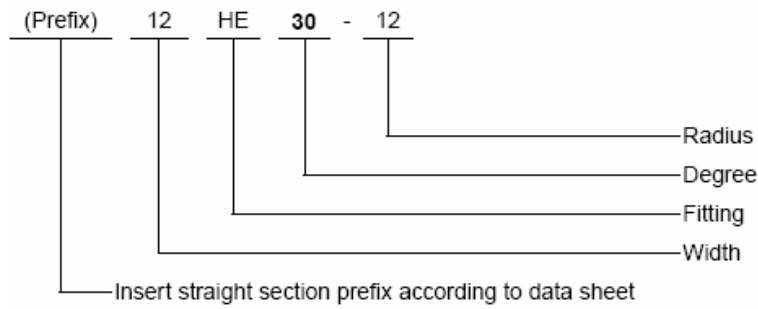 (Prefix) 12 HE 30 - 12
Radius
Degree
Fitting
Width
Insert straight section prefix according to data sheet